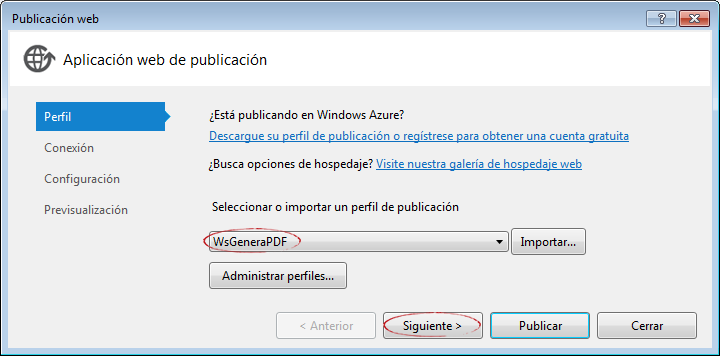 Publicación web
Aplicación web de publicación
Perfil
Conexión
Configuración
Previsualización
¿Está publicando en Windows Azure?
Descargue su perfil de publicación o regístrese para obtener una cuenta gratuita
¿Busca opciones de hospedaje? Visite nuestra galería de hospedaje web
Seleccionar o importar un perfil de publicación
WsGeneraPDF
Importar...
Administrar perfiles...
< Anterior
Siguiente >
Publicar
Cerrar